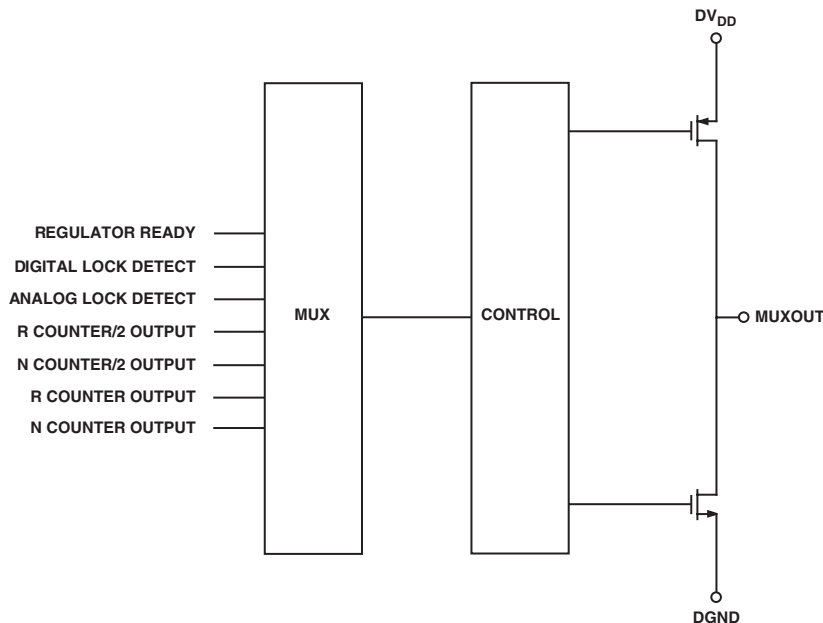 DVDD
REGULATOR READY
DIGITAL LOCK DETECT
ANALOG LOCK DETECT
R COUNTER/2 OUTPUT
N COUNTER/2 OUTPUT
R COUNTER OUTPUT
N COUNTER OUTPUT
MUX
CONTROL
MUXOUT
DGND